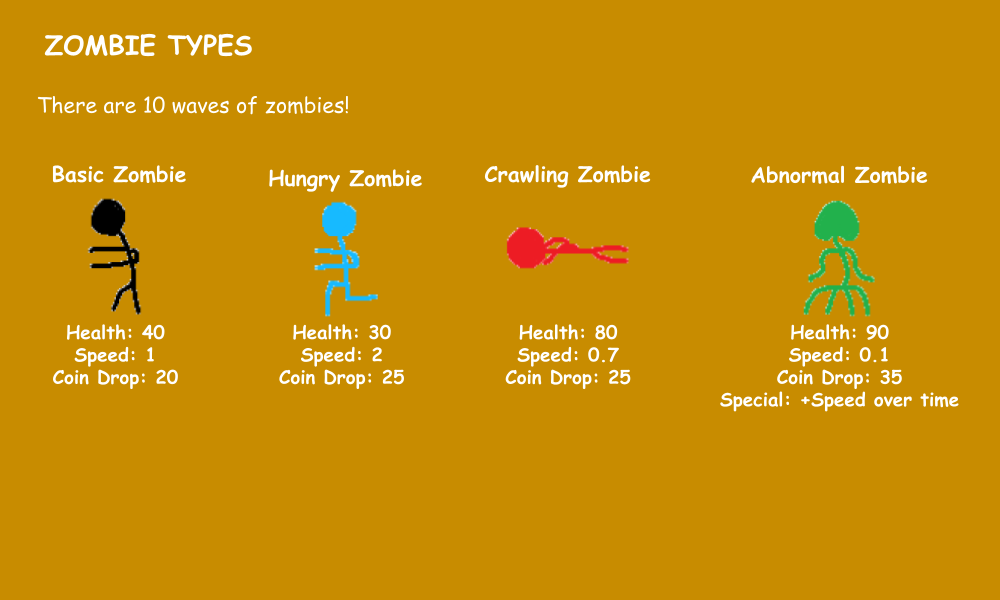 ZOMBIE TYPES
There are 10 waves of zombies!
Basic Zombie
Health: 40
Speed: 1
Coin Drop: 20
Hungry Zombie
Health: 30
Speed: 2
Coin Drop: 25
Crawling Zombie
Health: 80
Speed: 0.7
Coin Drop: 25
Abnormal Zombie
Health: 90
Speed: 0.1
Coin Drop: 35
Special: +Speed over time